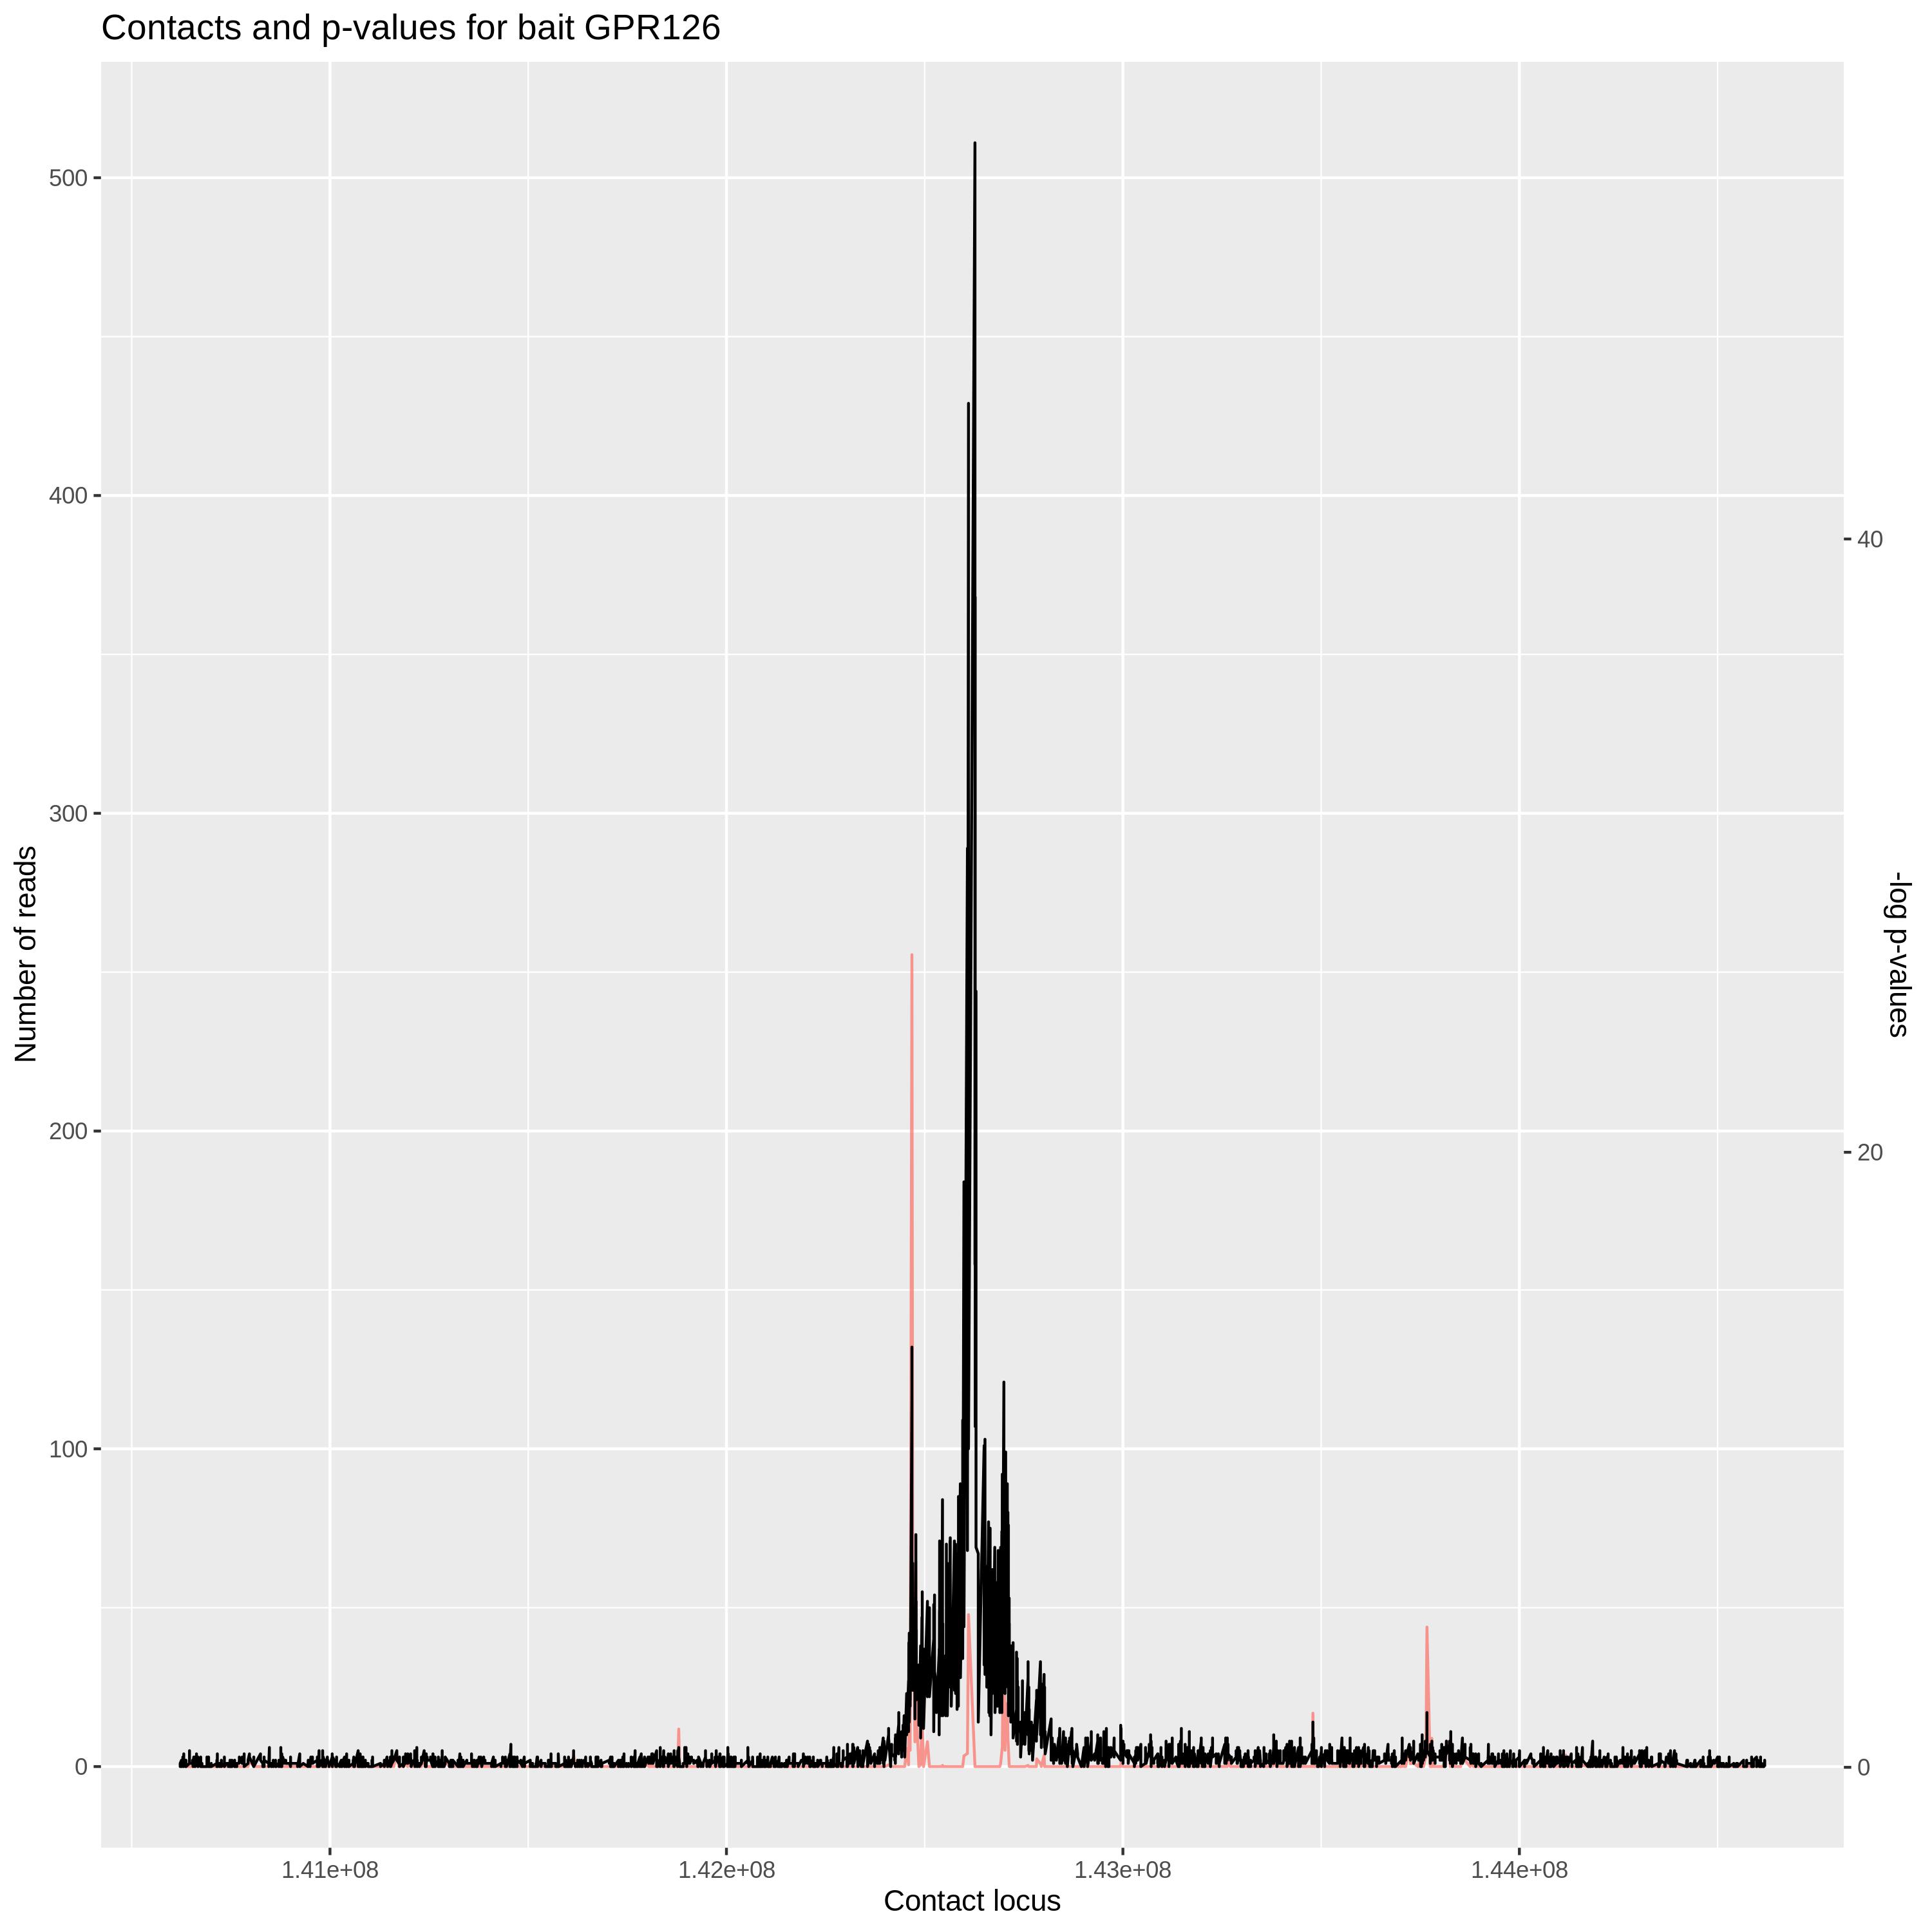 Contacts and p-values for bait GPR126
500
400
300
200
100
0
Number of reads
40
20
0
-log p-values
1.41e+08
1.42e+08
1.43e+08
1.44e+08
Contact locus